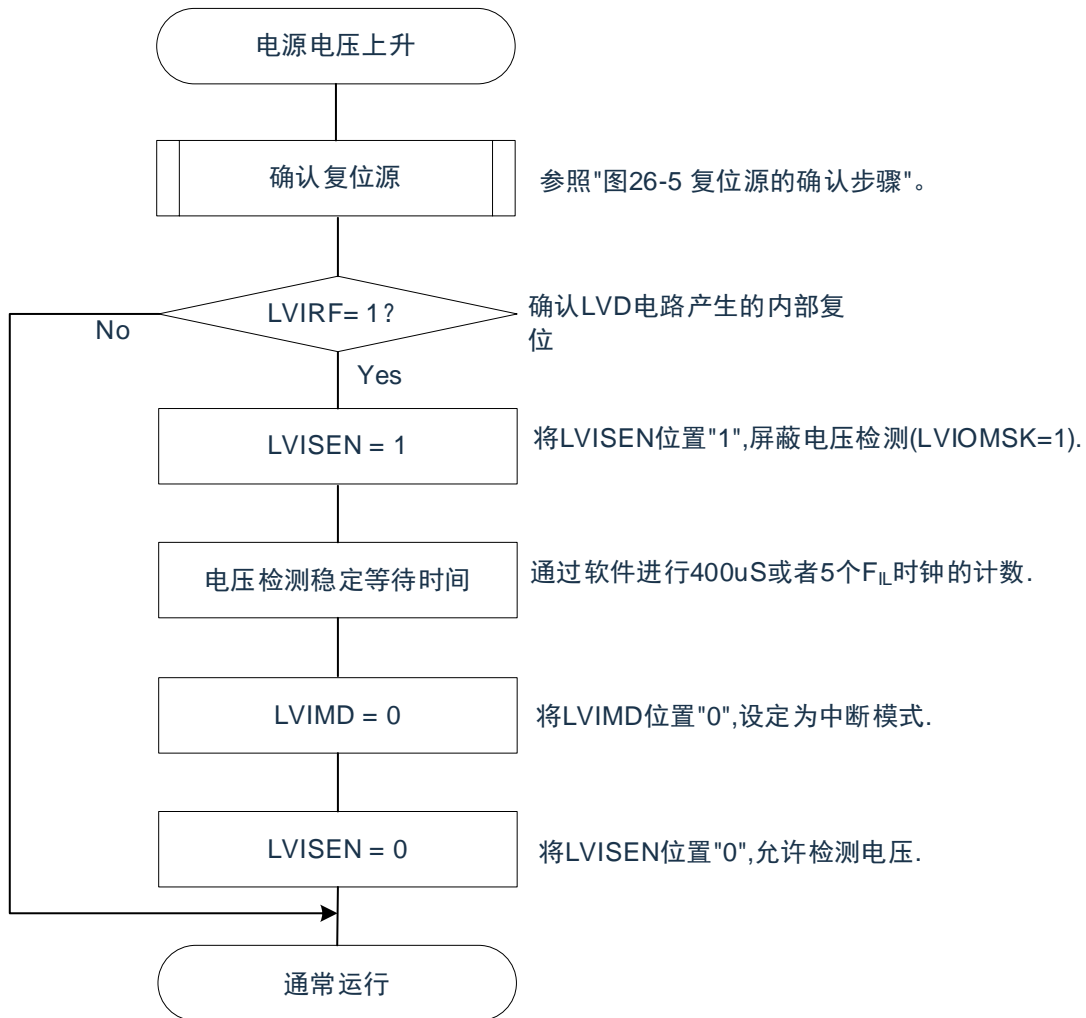 电源电压上升
确认复位源
参照"图26-5 复位源的确认步骤"。
LVIRF= 1?
确认LVD电路产生的内部复
位
No
Yes
LVISEN = 1
将LVISEN位置"1",屏蔽电压检测(LVIOMSK=1).
电压检测稳定等待时间
通过软件进行400uS或者5个FIL时钟的计数.
LVIMD = 0
将LVIMD位置"0",设定为中断模式.
LVISEN = 0
将LVISEN位置"0",允许检测电压.
通常运行